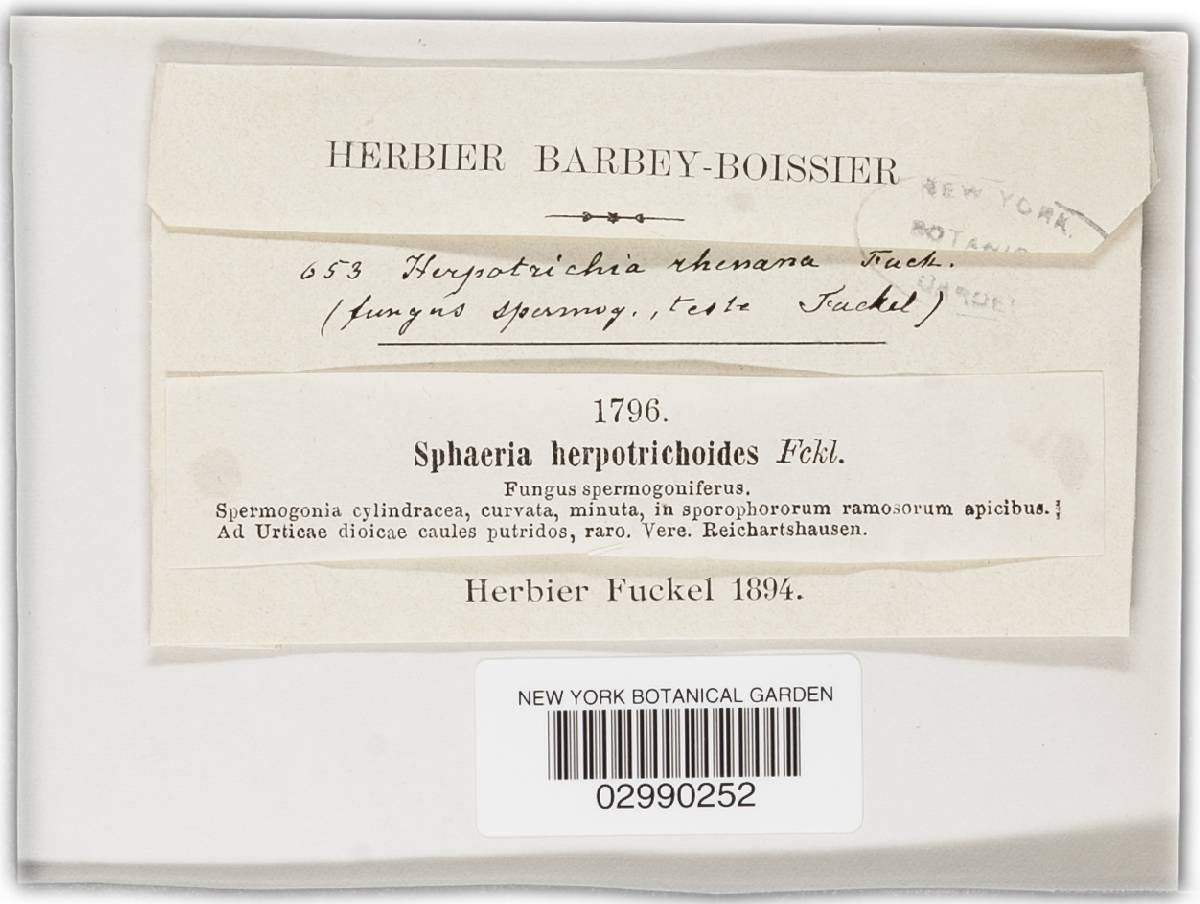 HERBIER BARBEY-BOISSIER
NEW YORK
BOTANIC
653 Herpotrichia rhenana Fuck.
(fungus spermog., teste Fuckel)
1796.
Sphaeria herpotrichoides Fckl.
Fungus spermogoniferus.
Spermogonia cylindracea, curvata, minuta, in sporophororum ramosorum apicibus.
Ad Urticae dioicae caules putridos, raro. Vere. Reichartshausen.
Herbier Fuckel 1894.
NEW YORK BOTANICAL GARDEN
02990252